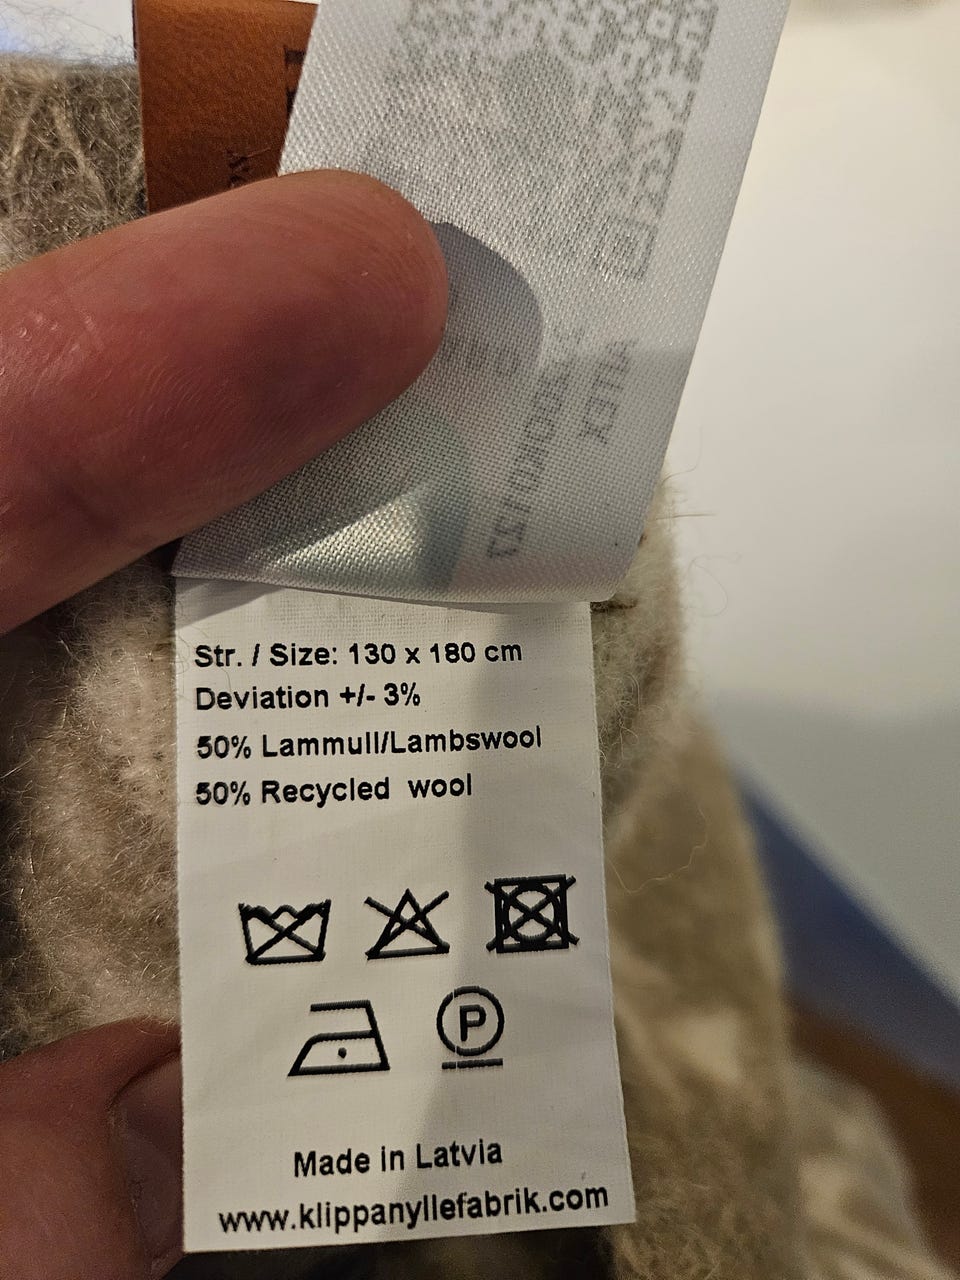 Str. / Size: 130 x 180 cm
Deviation +/- 3%
50% Lammull/Lambswool
50% Recycled wool
P
Made in Latvia
www.klippanyllefabrik.com